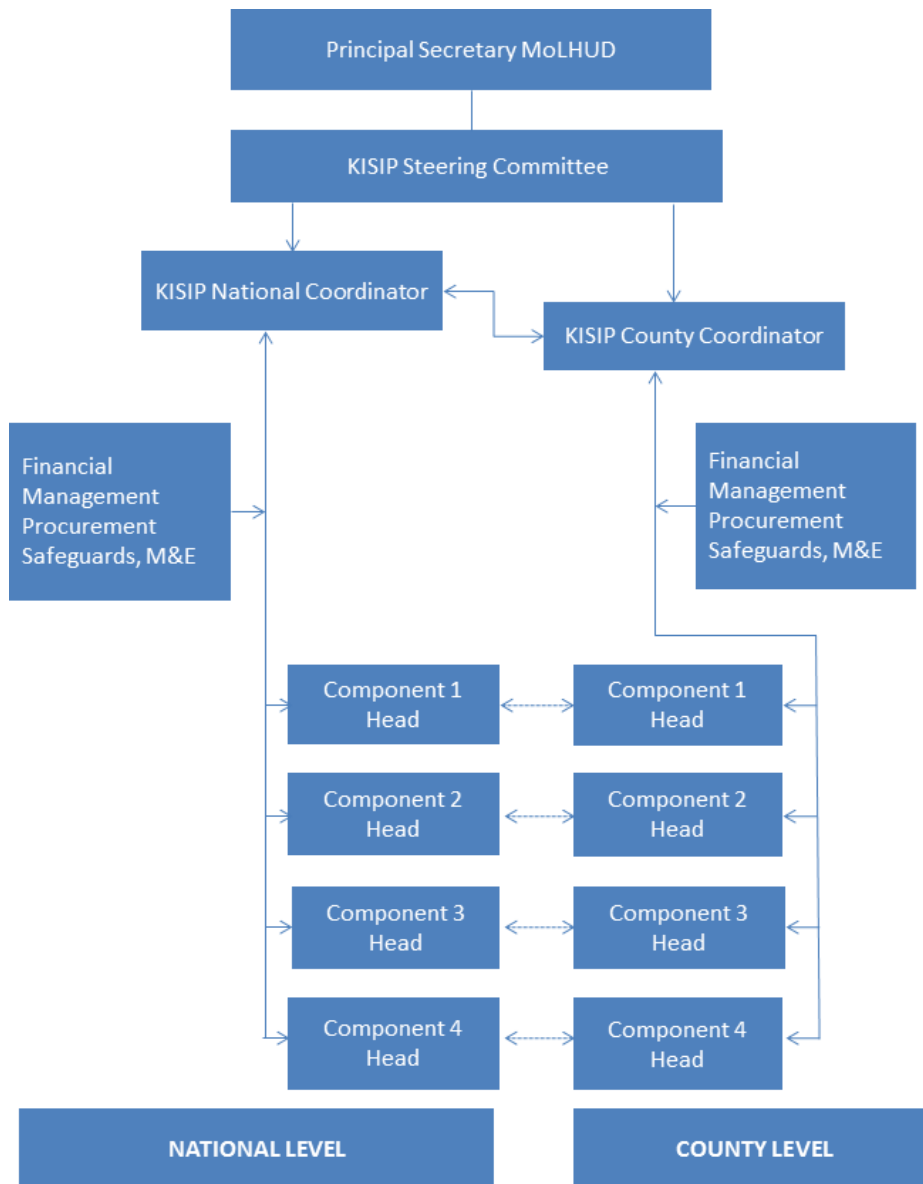 Principal Secretary MoLHUD
KISIP Steering Committee
KISIP National Coordinator
KISIP County Coordinator
Financial
Management
Procurement
Safeguards, M&E
Financial
Management
Procurement
Safeguards, M&E
Component 1
Head
Component 1
Head
Component 2
Head
Component 2
Head
Component 3
Head
Component 3
Head
Component 4
Head
Component 4
Head
NATIONAL LEVEL
COUNTY LEVEL